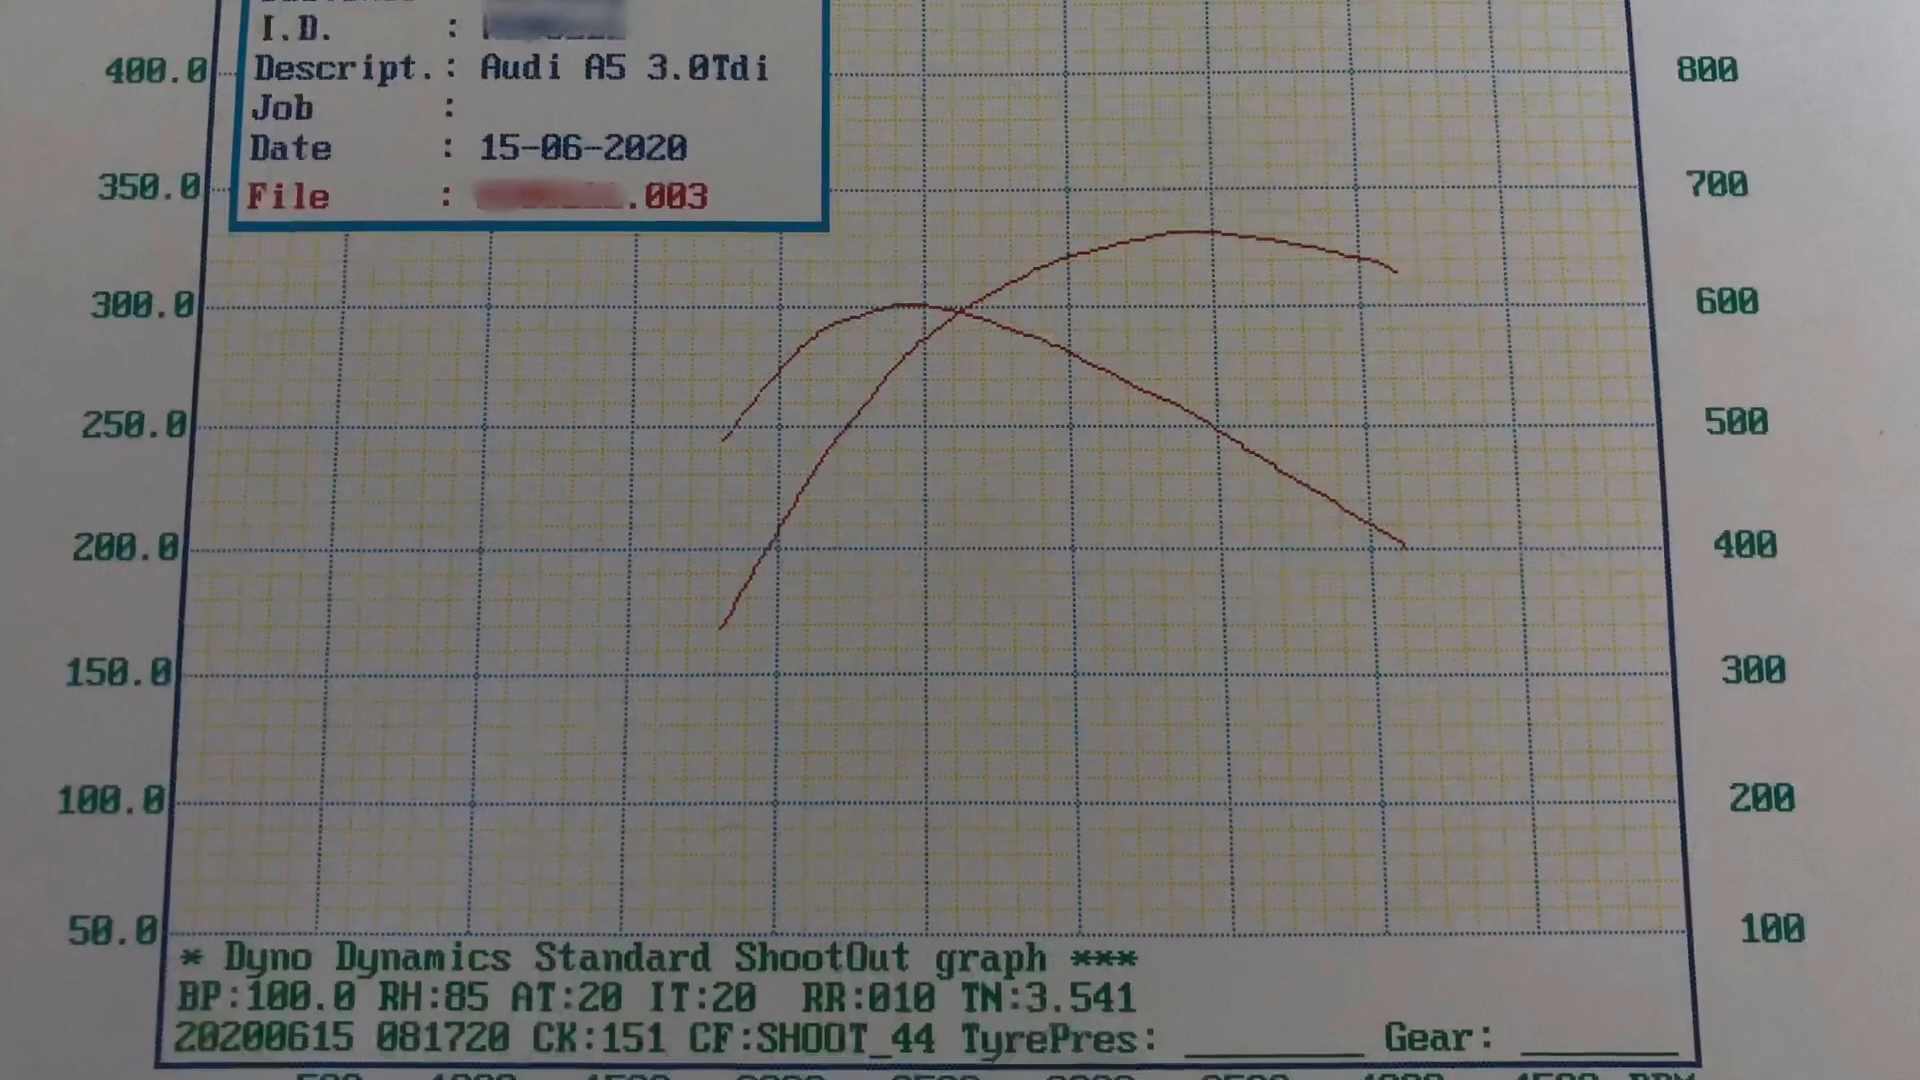 I.D. :
400.0 Descript.: Audi A5 3.0Tdi 800
Job :
Date : 15-06-2020
350.0 File : .003 700
300.0 600
250.0 500
200.0 400
150.0 300
100.0 200
50.0 100
* Dyno Dynamics Standard ShootOut graph ***
BP:100.0 RH:85 AT:20 IT:20 RR:010 TN:3.541
20200615 081720 CK:151 CF:SHOOT_44 TyrePres: ________ Gear: ________